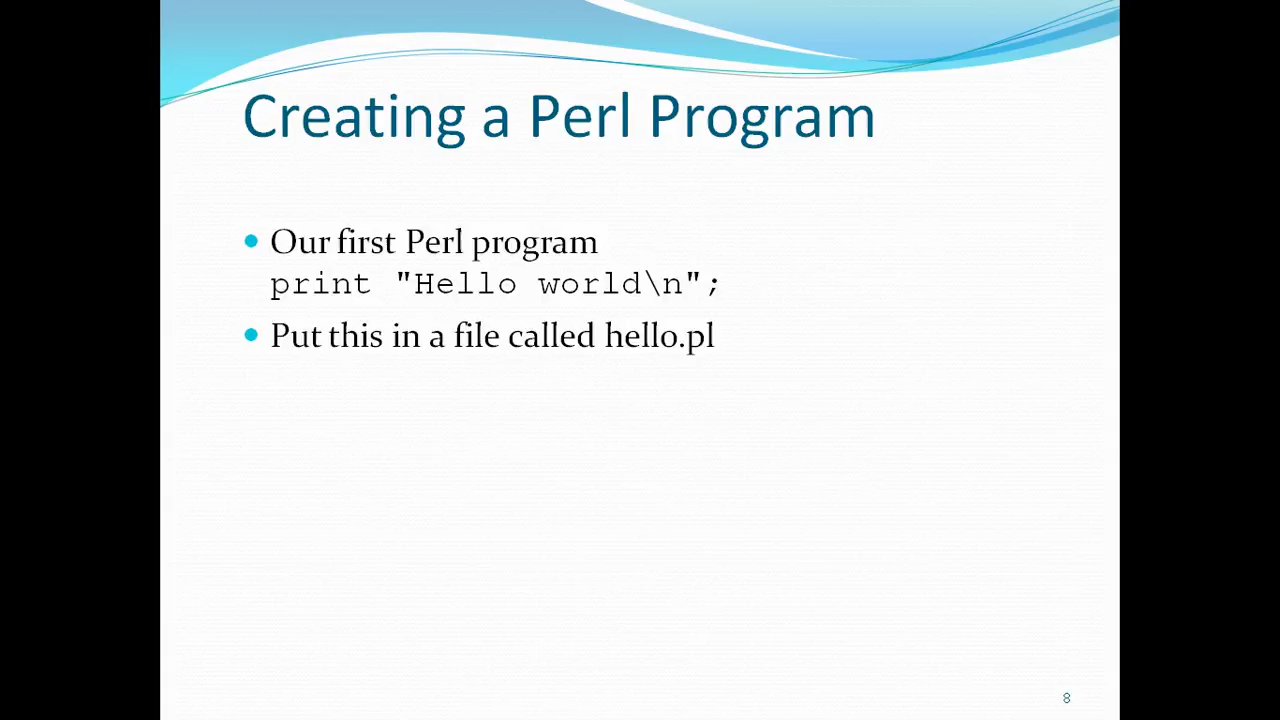 Creating a Perl Program
Our first Perl program
print "Hello world\n";
Put this in a file called hello.pl
8